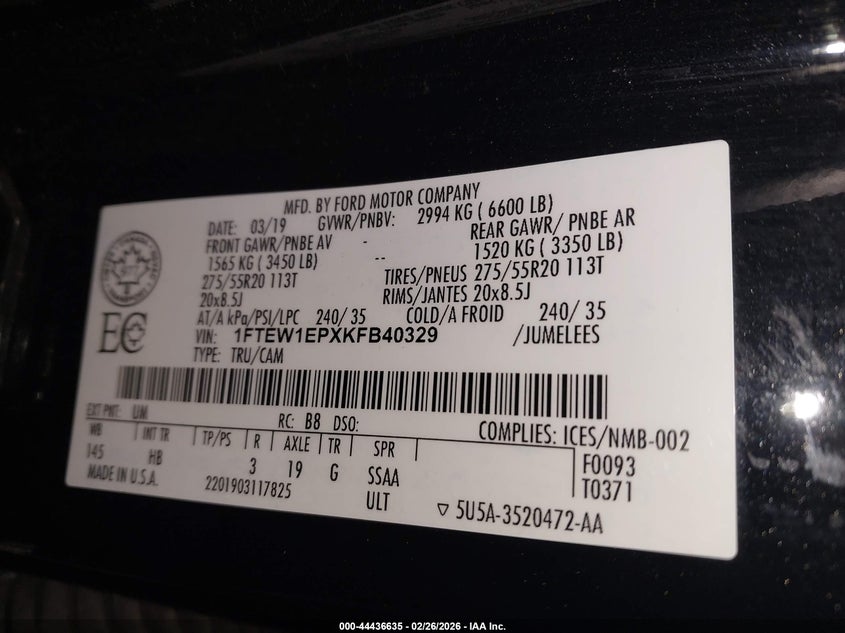 MFD. BY FORD MOTOR COMPANY
DATE: 03/19 GVWR/PNBV: 2994 KG ( 6600 LB)
FRONT GAWR/PNBE AV - REAR GAWR/ PNBE AR
1565 KG ( 3450 LB) -- 1520 KG ( 3350 LB)
275/55R20 113T TIRES/PNEUS 275/55R20 113T
20x8.5J RIMS/JANTES 20x8.5J
AT/A kPa/PSI/LPC 240/ 35 COLD/A FROID 240/ 35
VIN: 1FTEW1EPXKFB40329 /JUMELEES
TYPE: TRU/CAM
EC
EXT PNT: UM RC: B8 DSO: COMPLIES: ICES/NMB-002
WB INT TR TP/PS R AXLE TR SPR F0093
145 HB 3 19 G SSAA T0371
MADE IN U.S.A. 2201903117825 ULT ▽ 5U5A-3520472-AA
000-44436635 - 02/26/2026 - IAA Inc.